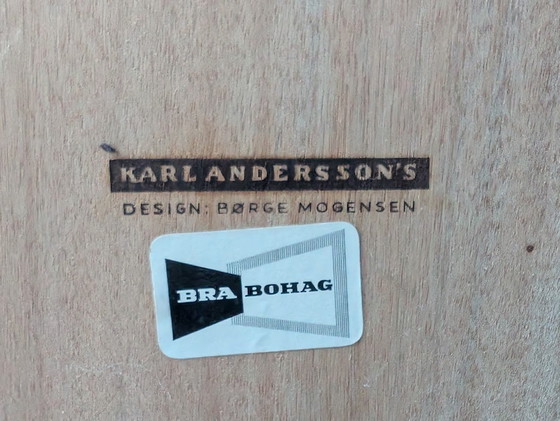 KARL ANDERSSON'S
DESIGN: BØRGE MOGENSEN
BRA BOHAG